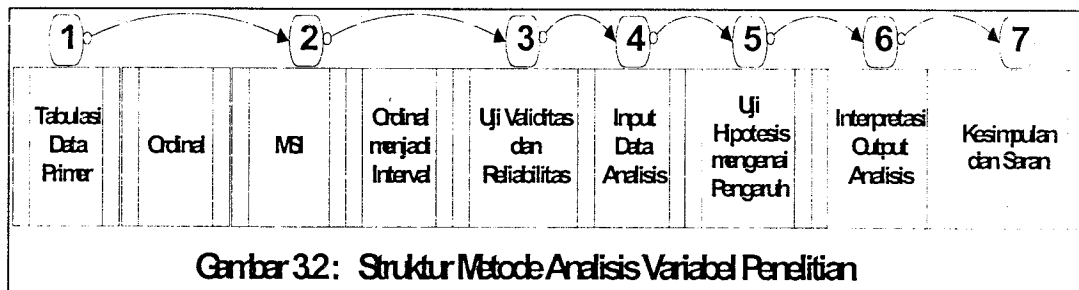 1 2 3 4 5 6 7
Tabulasi
Data
Primer
Ordinal
MSI
Ordinal
menjadi
Interval
Uji Validitas
dan
Reliabilitas
Input
Data
Analisis
Uji
Hipotesis
mengenai
Pengaruh
Interpretasi
Output
Analisis
Kesimpulan
dan Saran
Gambar 3.2: Struktur Metode Analisis Variabel Penelitian